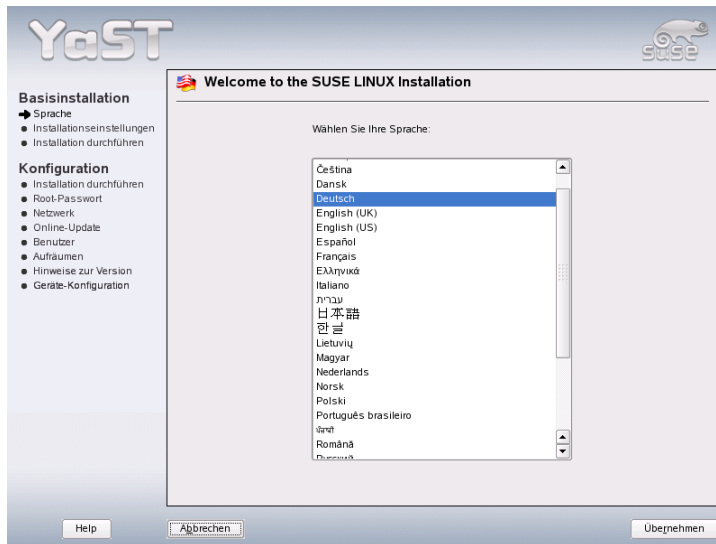 YaST
SUSE
Welcome to the SUSE LINUX Installation
Basisinstallation
Sprache
Installationseinstellungen
Installation durchführen
Konfiguration
Installation durchführen
Root-Passwort
Netzwerk
Online-Update
Benutzer
Aufräumen
Hinweise zur Version
Geräte-Konfiguration
Wählen Sie Ihre Sprache:
Čeština
Dansk
Deutsch
English (UK)
English (US)
Español
Français
Ελληνικά
Italiano
עברית
日本語
한글
Lietuvių
Magyar
Nederlands
Norsk
Polski
Português brasileiro
ਪੰਜਾਬੀ
Română
Русский
Help
Abbrechen
Übernehmen